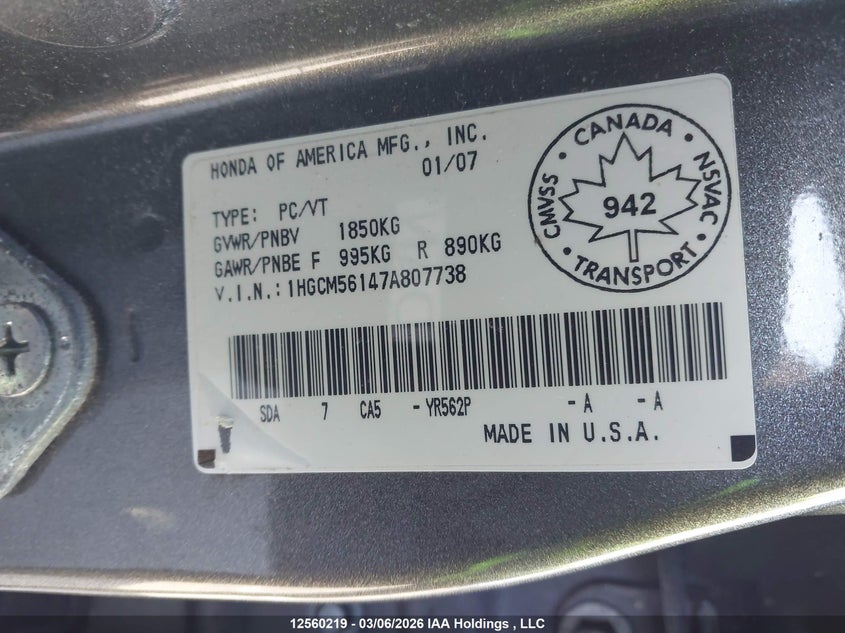 HONDA OF AMERICA MFG., INC.
01/07
TYPE: PC/VT
GVWR/PNBV 1850KG
GAWR/PNBE F 995KG R 890KG
V.I.N.: 1HGCM56147A807738
CANADA
CMVSS
NSVAC
942
TRANSPORT
SDA 7 CA5 -YR562P -A -A
MADE IN U.S.A.
12560219 - 03/06/2026 IAA Holdings , LLC